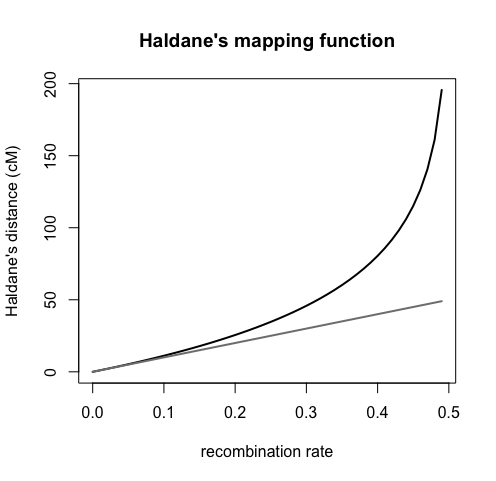 Haldane's mapping function
Haldane's distance (cM)
200
150
100
50
0
0.0 0.1 0.2 0.3 0.4 0.5
recombination rate